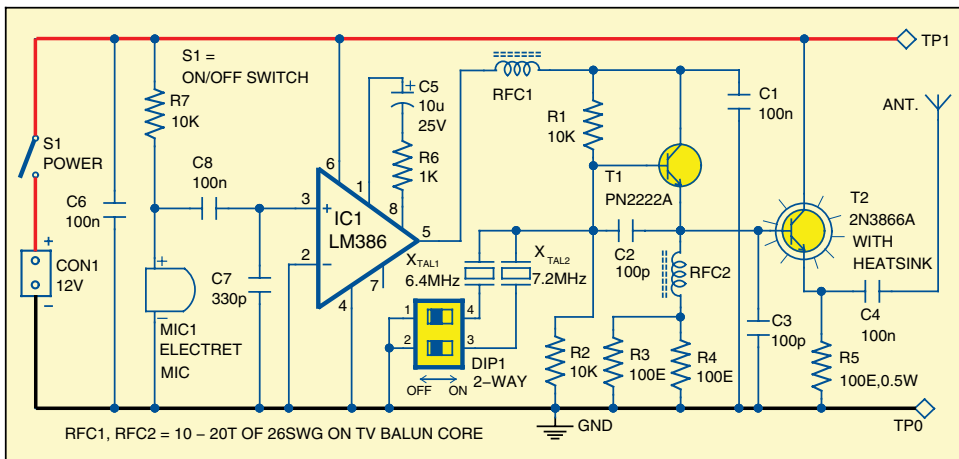 S1 =
ON/OFF SWITCH
TP1
R7
10K
C5
10u
25V
+
RFC1
R1
10K
C1
100n
ANT.
S1
POWER
C8
100n
6
1
R6
1K
T1
PN2222A
C6
100n
3
+
IC1
LM386
8
5
T2
2N3866A
WITH
HEATSINK
2
−
XTAL1
6.4MHz
XTAL2
7.2MHz
C2
100p
RFC2
+
CON1
12V
−
+
C7
330p
7
4
−
MIC1
ELECTRET
MIC
1
4
2
3
DIP1
2−WAY
OFF
ON
R2
10K
R3
100E
R4
100E
C3
100p
C4
100n
R5
100E,0.5W
RFC1, RFC2 = 10 – 20T OF 26SWG ON TV BALUN CORE
GND
TP0